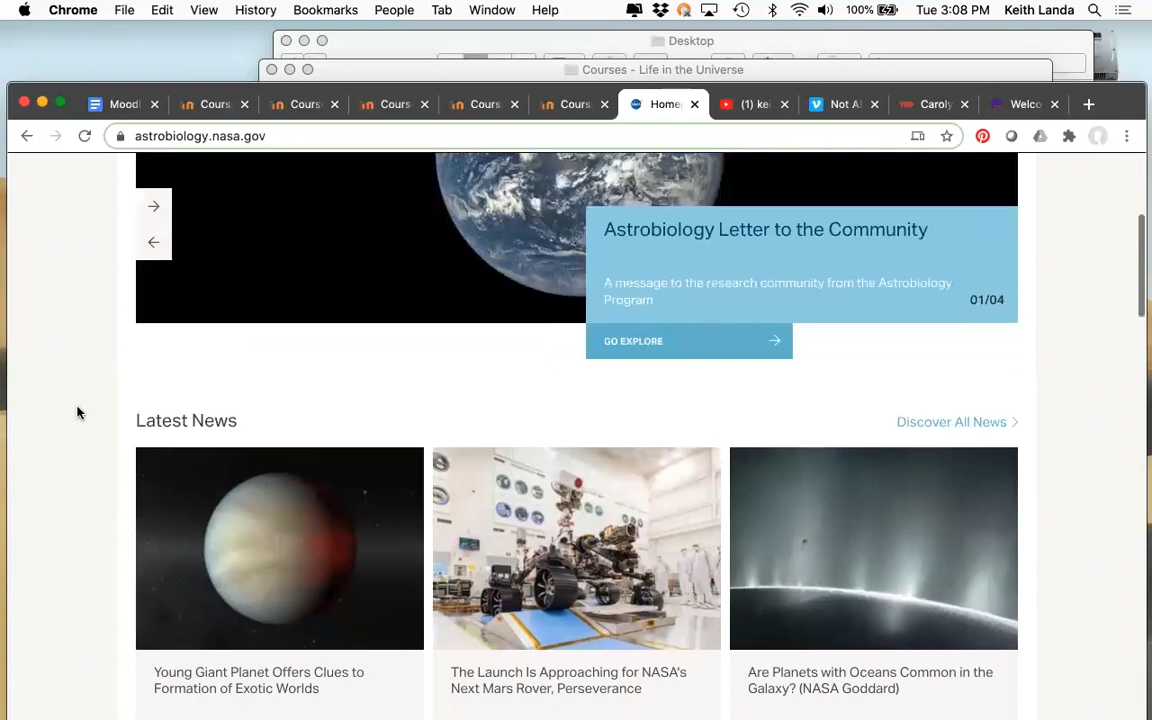 Chrome File Edit View History Bookmarks People Tab Window Help 100% Tue 3:08 PM Keith Landa
Desktop
Courses - Life in the Universe
Moodl Cours Cours Cours Cours Cours Home (1) kei Not Al Caroly Welco
astrobiology.nasa.gov
Astrobiology Letter to the Community
A message to the research community from the Astrobiology
Program
01/04
GO EXPLORE
Latest News
Discover All News
Young Giant Planet Offers Clues to
Formation of Exotic Worlds
The Launch Is Approaching for NASA's
Next Mars Rover, Perseverance
Are Planets with Oceans Common in the
Galaxy? (NASA Goddard)